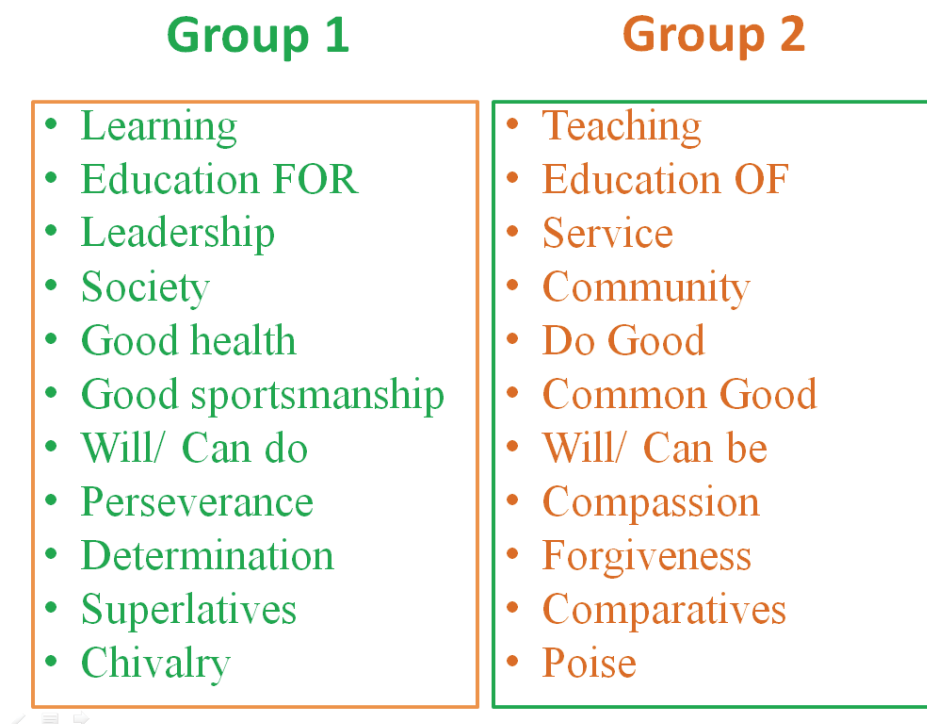 Group 1
• Learning
• Education FOR
• Leadership
• Society
• Good health
• Good sportsmanship
• Will/ Can do
• Perseverance
• Determination
• Superlatives
• Chivalry
Group 2
• Teaching
• Education OF
• Service
• Community
• Do Good
• Common Good
• Will/ Can be
• Compassion
• Forgiveness
• Comparatives
• Poise